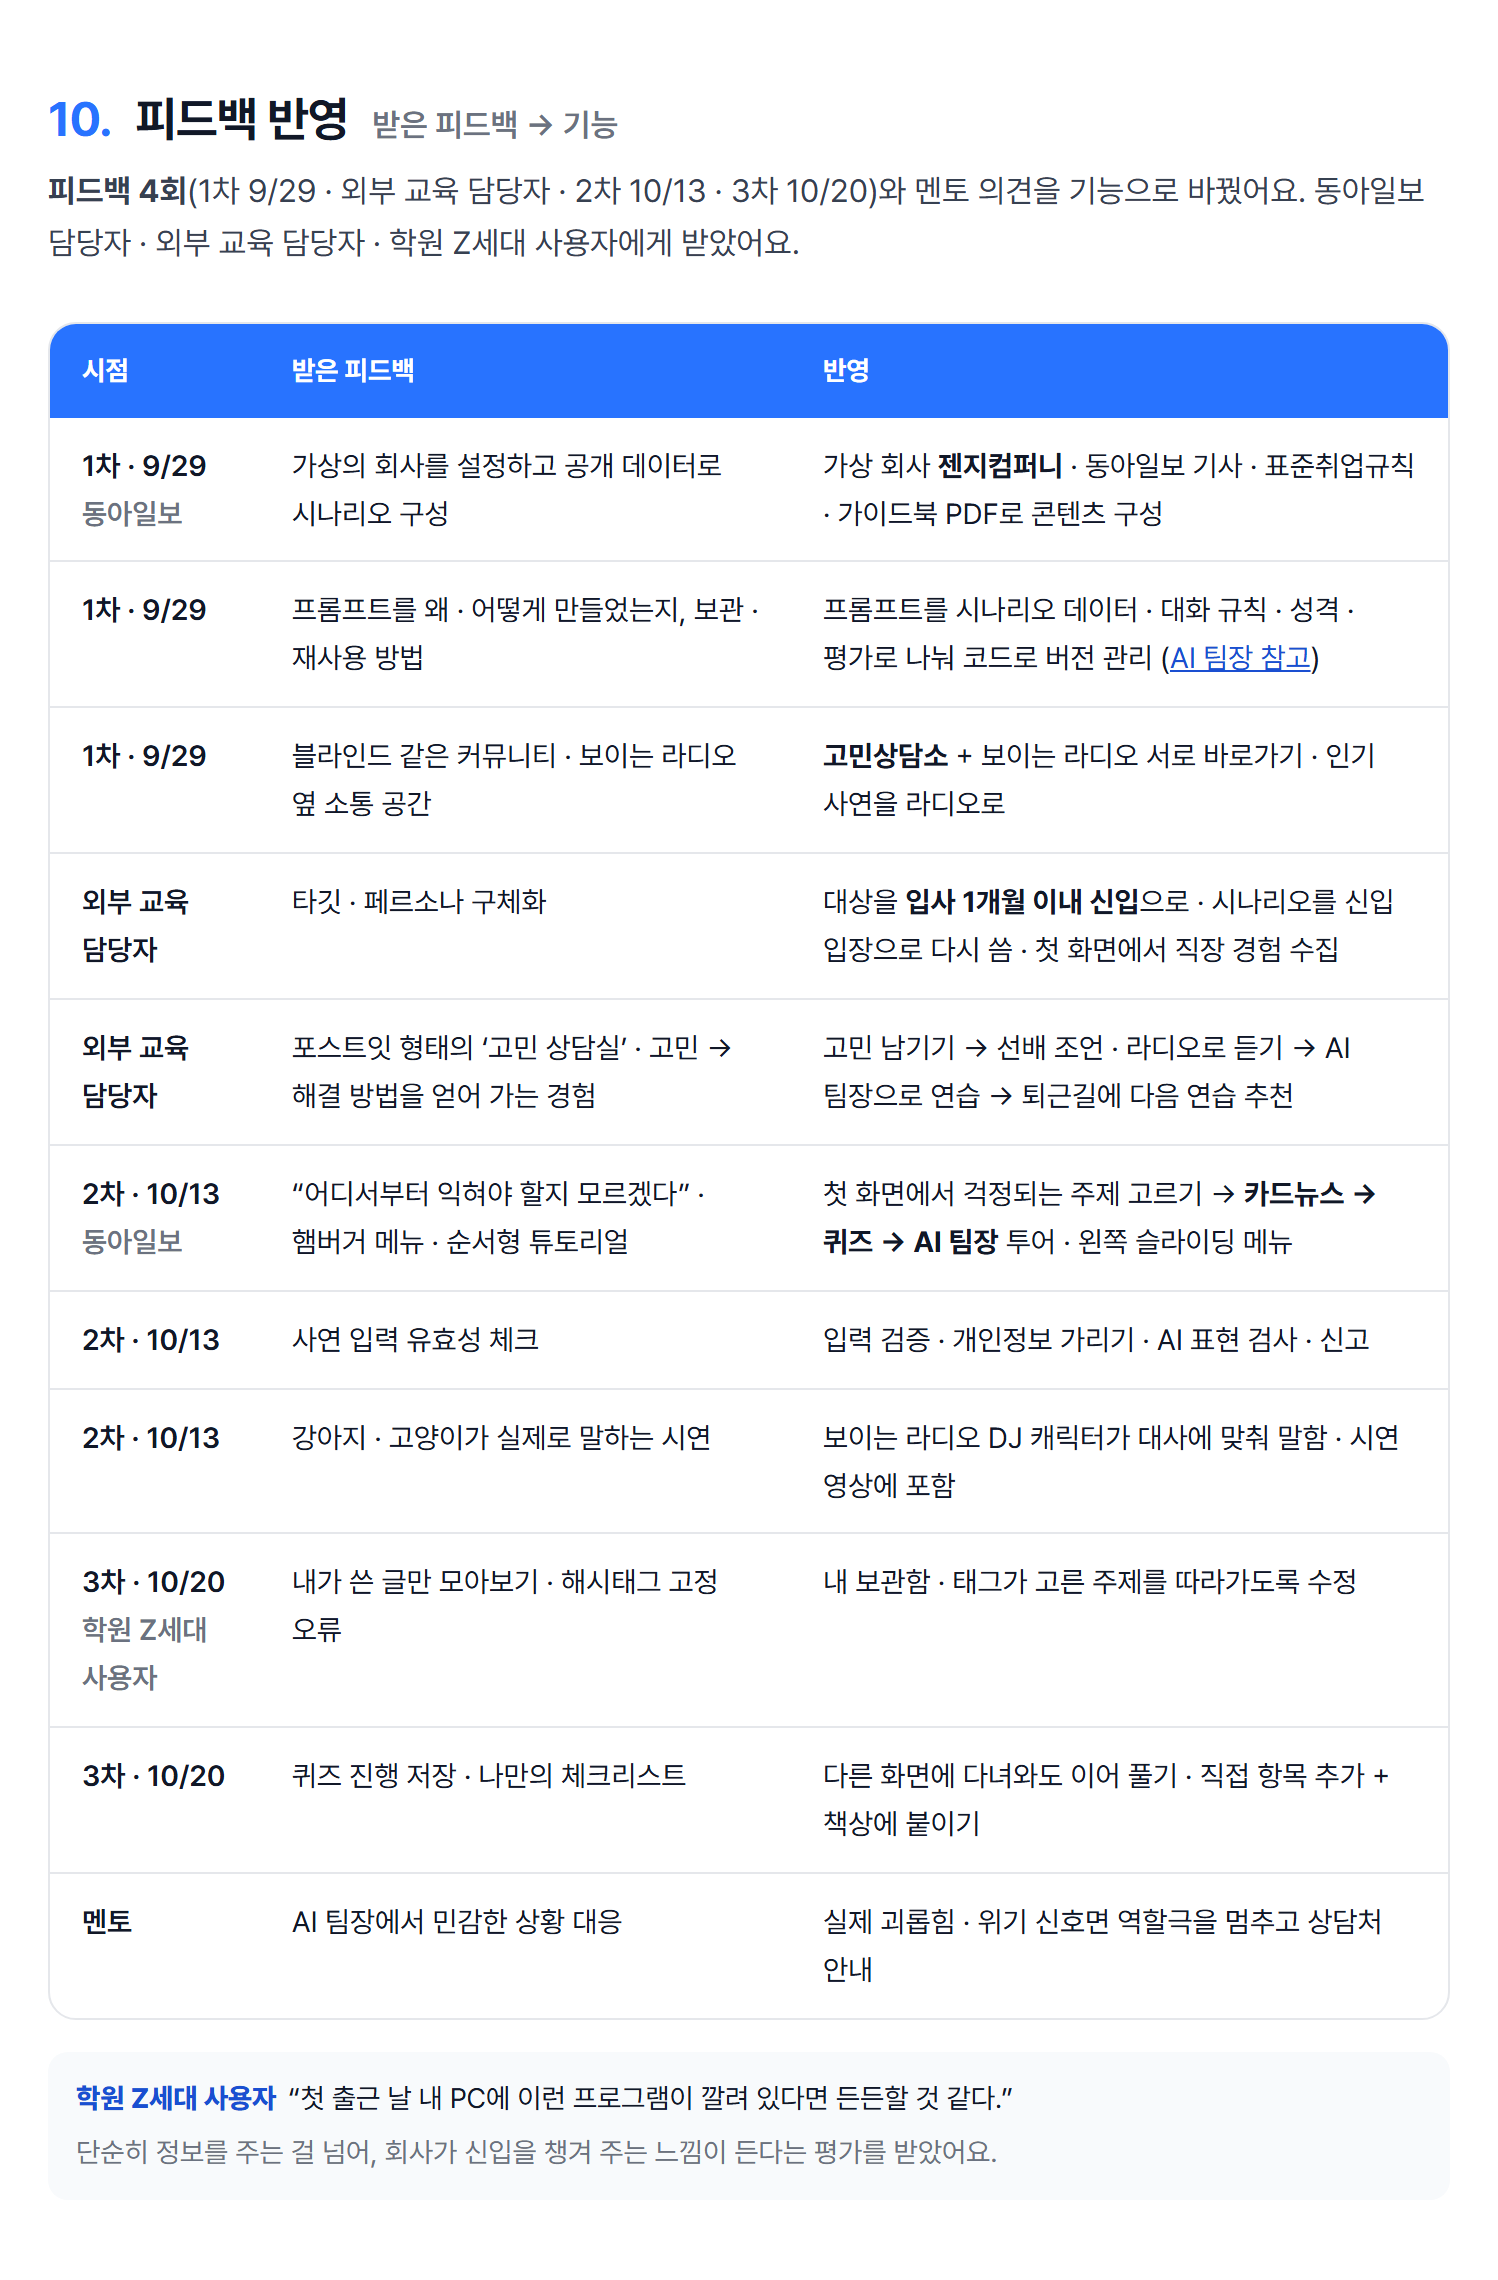 10. 피드백 반영 받은 피드백 → 기능
피드백 4회(1차 9/29 · 외부 교육 담당자 · 2차 10/13 · 3차 10/20)와 멘토 의견을 기능으로 바꿨어요. 동아일보
담당자 · 외부 교육 담당자 · 학원 Z세대 사용자에게 받았어요.
시점 받은 피드백 반영
1차 · 9/29 가상의 회사를 설정하고 공개 데이터로 가상 회사 젠지컴퍼니 · 동아일보 기사 · 표준취업규칙
동아일보 시나리오 구성 · 가이드북 PDF로 콘텐츠 구성
1차 · 9/29 프롬프트를 왜 · 어떻게 만들었는지, 보관 · 프롬프트를 시나리오 데이터 · 대화 규칙 · 성격 ·
재사용 방법 평가로 나눠 코드로 버전 관리 (AI 팀장 참고)
1차 · 9/29 블라인드 같은 커뮤니티 · 보이는 라디오 고민상담소 + 보이는 라디오 서로 바로가기 · 인기
옆 소통 공간 사연을 라디오로
외부 교육 타깃 · 페르소나 구체화 대상을 입사 1개월 이내 신입으로 · 시나리오를 신입
담당자 입장으로 다시 씀 · 첫 화면에서 직장 경험 수집
외부 교육 포스트잇 형태의 ‘고민 상담실’ · 고민 → 고민 남기기 → 선배 조언 · 라디오로 듣기 → AI
담당자 해결 방법을 얻어 가는 경험 팀장으로 연습 → 퇴근길에 다음 연습 추천
2차 · 10/13 “어디서부터 익혀야 할지 모르겠다” · 첫 화면에서 걱정되는 주제 고르기 → 카드뉴스 →
동아일보 햄버거 메뉴 · 순서형 튜토리얼 퀴즈 → AI 팀장 투어 · 왼쪽 슬라이딩 메뉴
2차 · 10/13 사연 입력 유효성 체크 입력 검증 · 개인정보 가리기 · AI 표현 검사 · 신고
2차 · 10/13 강아지 · 고양이가 실제로 말하는 시연 보이는 라디오 DJ 캐릭터가 대사에 맞춰 말함 · 시연
영상에 포함
3차 · 10/20 내가 쓴 글만 모아보기 · 해시태그 고정 내 보관함 · 태그가 고른 주제를 따라가도록 수정
학원 Z세대 오류
사용자
3차 · 10/20 퀴즈 진행 저장 · 나만의 체크리스트 다른 화면에 다녀와도 이어 풀기 · 직접 항목 추가 +
책상에 붙이기
멘토 AI 팀장에서 민감한 상황 대응 실제 괴롭힘 · 위기 신호면 역할극을 멈추고 상담처
안내
학원 Z세대 사용자 “첫 출근 날 내 PC에 이런 프로그램이 깔려 있다면 든든할 것 같다.”
단순히 정보를 주는 걸 넘어, 회사가 신입을 챙겨 주는 느낌이 든다는 평가를 받았어요.